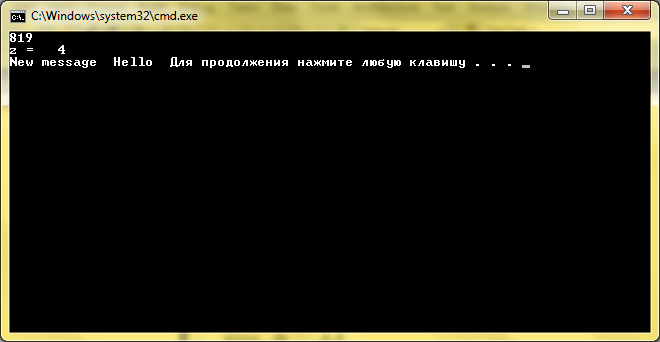 C:\Windows\system32\cmd.exe
819
z =   4
New message  Hello  Для продолжения нажмите любую клавишу . . .